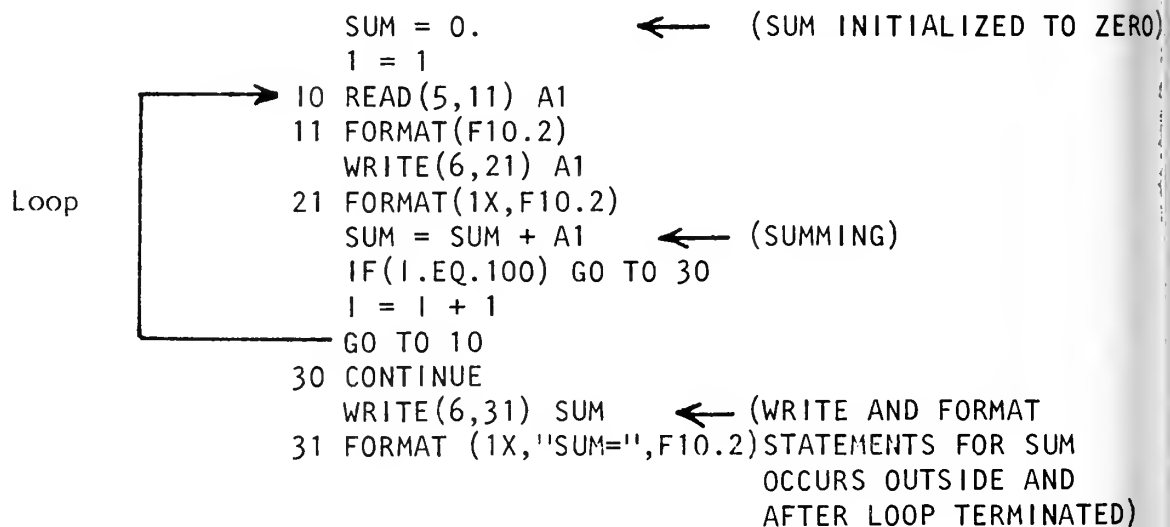 SUM = 0. (SUM INITIALIZED TO ZERO)
1 = 1
10 READ(5,11) A1
11 FORMAT(F10.2)
WRITE(6,21) A1
Loop 21 FORMAT(1X,F10.2)
SUM = SUM + A1 (SUMMING)
IF(I.EQ.100) GO TO 30
I = I + 1
GO TO 10
30 CONTINUE
WRITE(6,31) SUM (WRITE AND FORMAT
31 FORMAT (1X,"SUM=",F10.2) STATEMENTS FOR SUM
OCCURS OUTSIDE AND
AFTER LOOP TERMINATED)